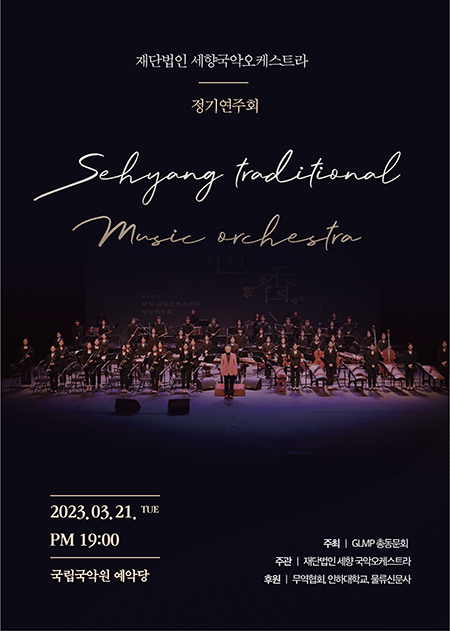 재단법인 세향국악오케스트라
정기연주회
Sehyang traditional
Music orchestra
2023.03.21. TUE
PM 19:00
국립국악원 예악당
주최 | GLMP 총동문회
주관 | 재단법인 세향 국악오케스트라
후원 | 무역협회, 인하대학교, 물류신문사